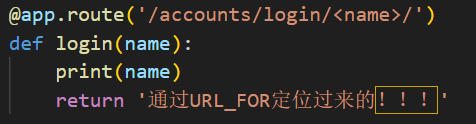 @app.route('/accounts/login/<name>/')
def login(name):
    print(name)
    return '通过URL_FOR定位过来的！！！'